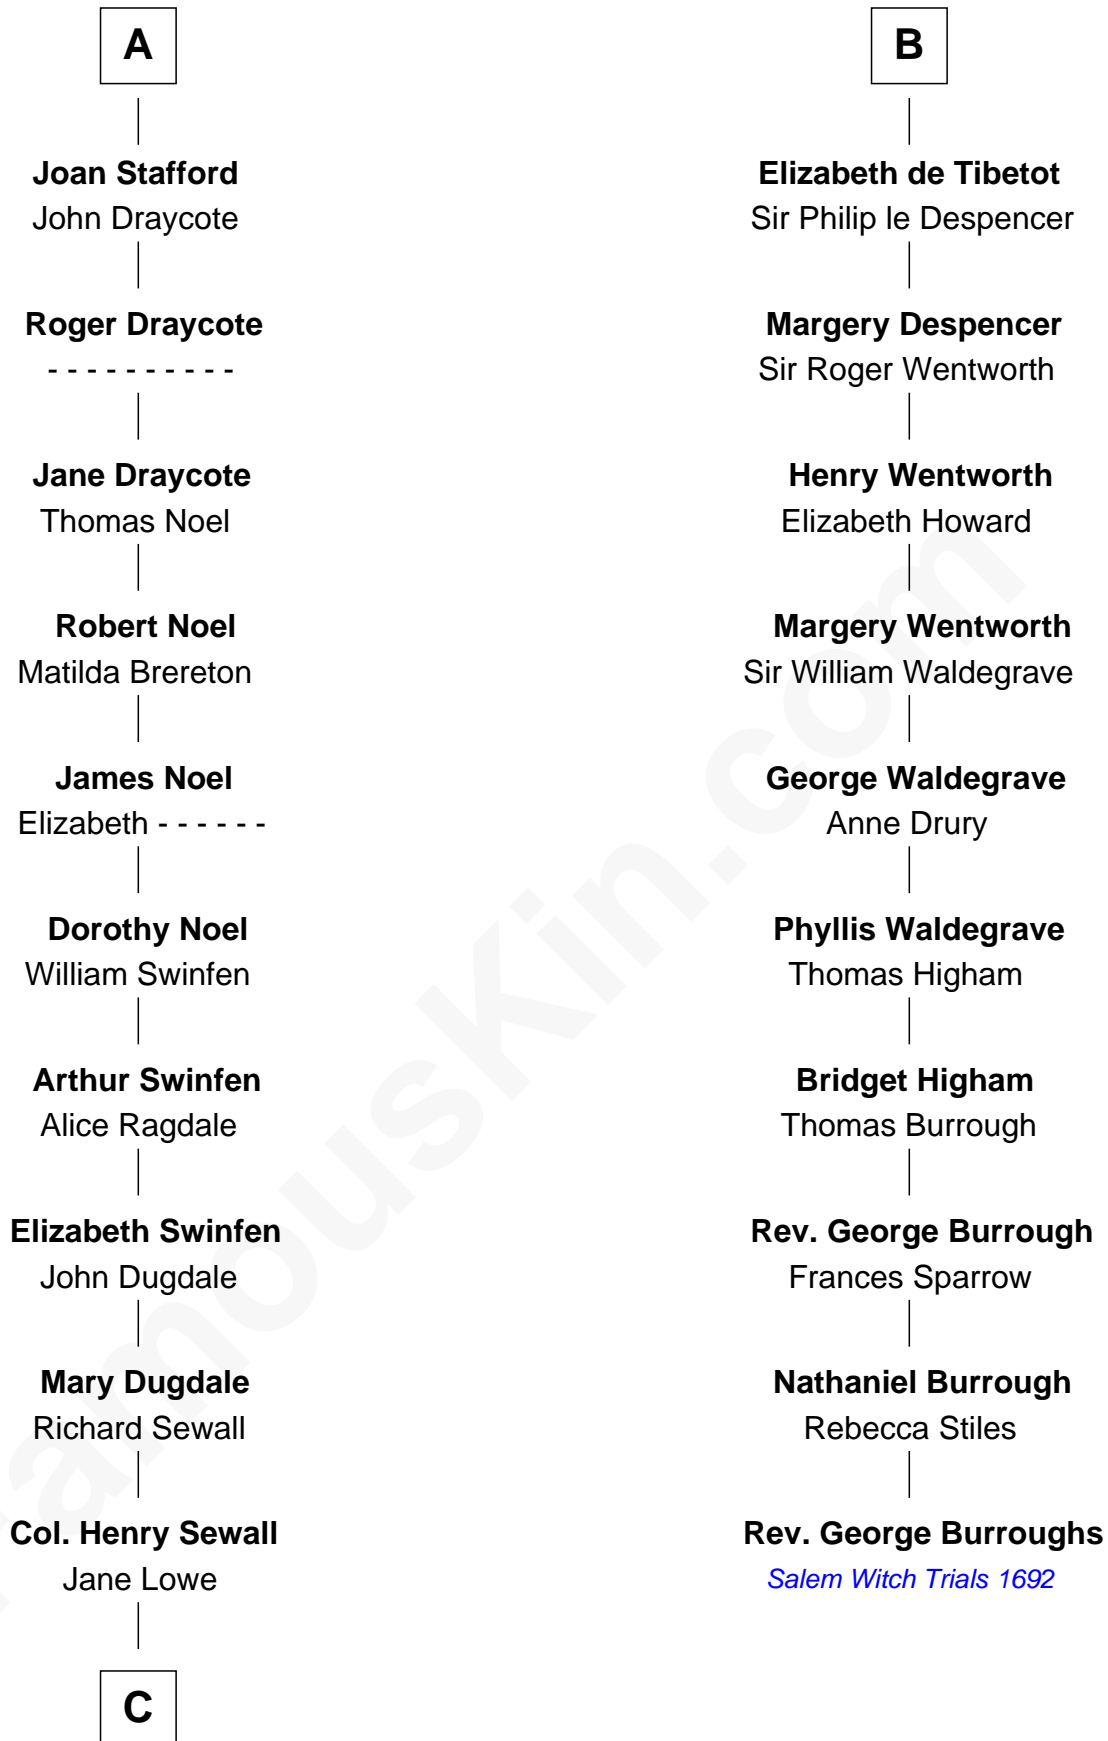 A
Joan Stafford
John Draycote
Roger Draycote
- - - - - - - - - -
Jane Draycote
Thomas Noel
Robert Noel
Matilda Brereton
James Noel
Elizabeth - - - - - -
Dorothy Noel
William Swinfen
Arthur Swinfen
Alice Ragdale
Elizabeth Swinfen
John Dugdale
Mary Dugdale
Richard Sewall
Col. Henry Sewall
Jane Lowe
C
B
Elizabeth de Tibetot
Sir Philip le Despencer
Margery Despencer
Sir Roger Wentworth
Henry Wentworth
Elizabeth Howard
Margery Wentworth
Sir William Waldegrave
George Waldegrave
Anne Drury
Phyllis Waldegrave
Thomas Higham
Bridget Higham
Thomas Burrough
Rev. George Burrough
Frances Sparrow
Nathaniel Burrough
Rebecca Stiles
Rev. George Burroughs
Salem Witch Trials 1692
FamousKin.com